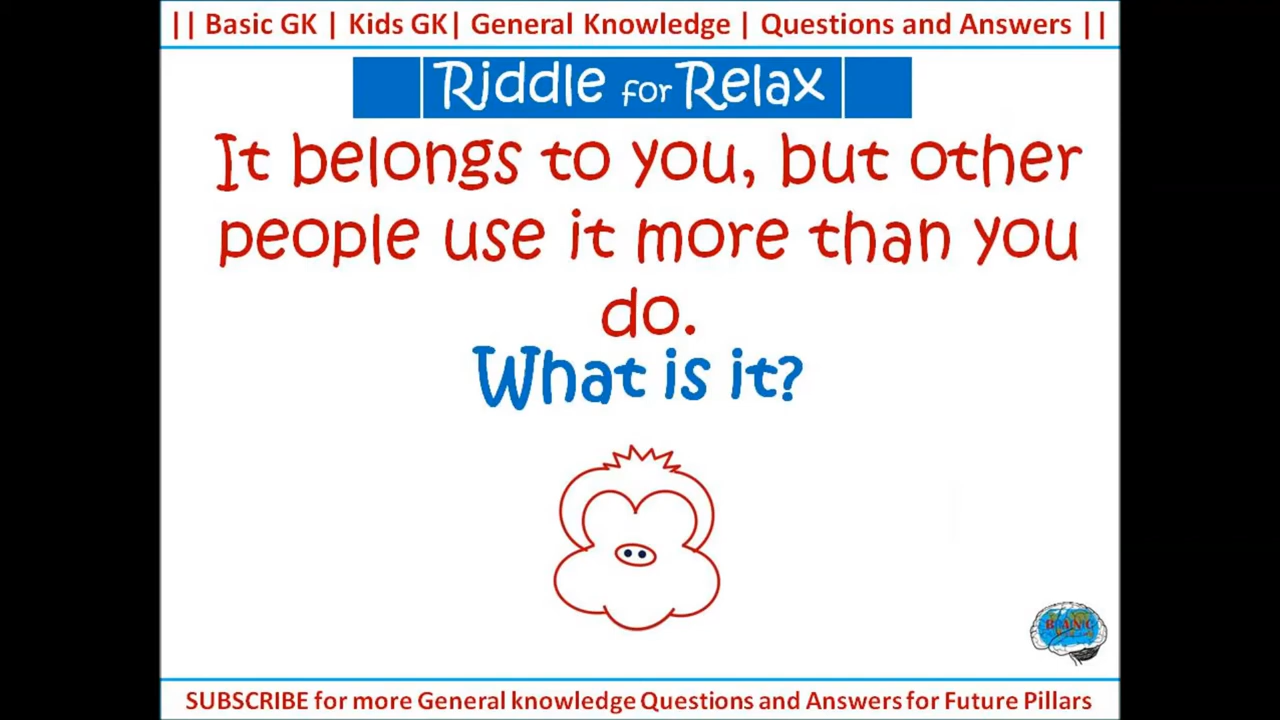 || Basic GK | Kids GK| General Knowledge | Questions and Answers ||
Riddle for Relax
It belongs to you, but other
people use it more than you
do.
What is it?
SUBSCRIBE for more General knowledge Questions and Answers for Future Pillars